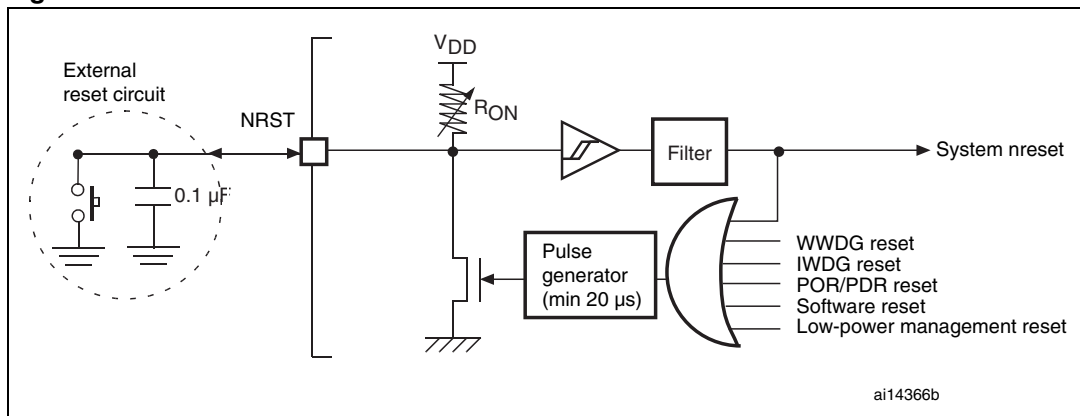 External
reset circuit
NRST
0.1 µF
VDD
RON
Filter
System nreset
Pulse
generator
(min 20 µs)
WWDG reset
IWDG reset
POR/PDR reset
Software reset
Low-power management reset
ai14366b